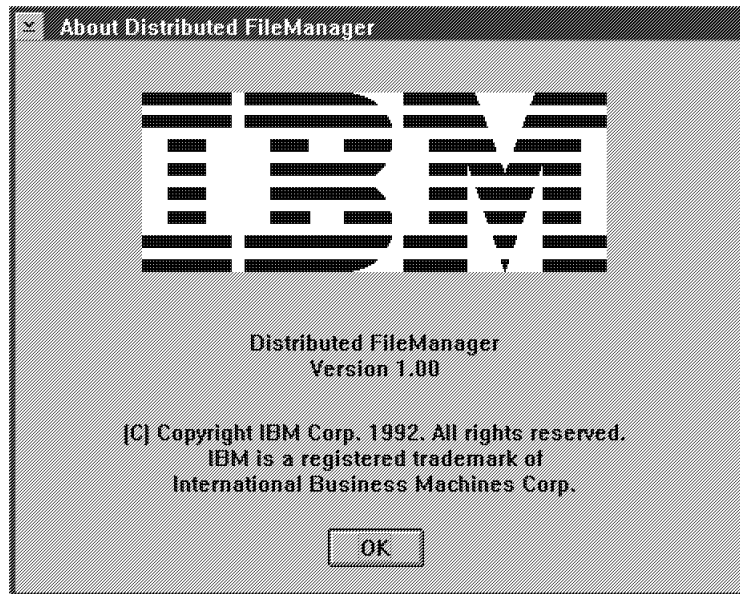 About Distributed FileManager
IBM
Distributed FileManager
Version 1.00
(C) Copyright IBM Corp. 1992. All rights reserved.
IBM is a registered trademark of
International Business Machines Corp.
OK